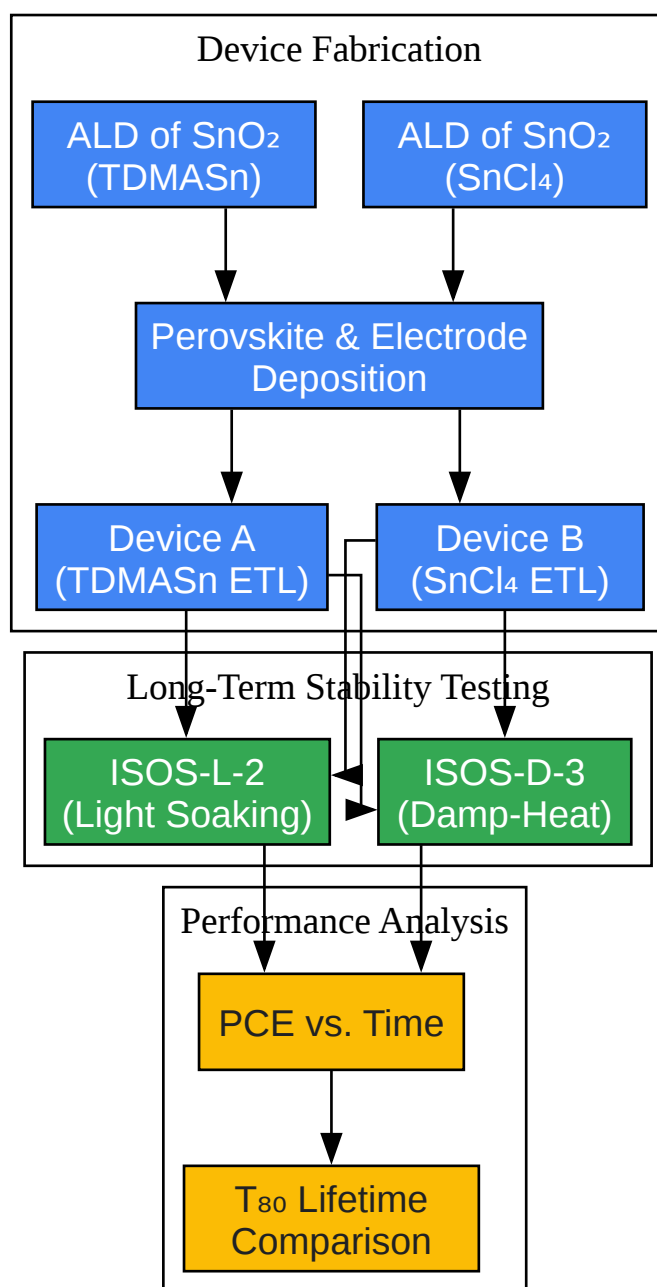 Device Fabrication
ALD of SnO₂
(TDMASn)
ALD of SnO₂
(SnCl₄)
Perovskite & Electrode
Deposition
Device A
(TDMASn ETL)
Device B
(SnCl₄ ETL)
Long-Term Stability Testing
ISOS-L-2
(Light Soaking)
ISOS-D-3
(Damp-Heat)
Performance Analysis
PCE vs. Time
T₈₀ Lifetime
Comparison